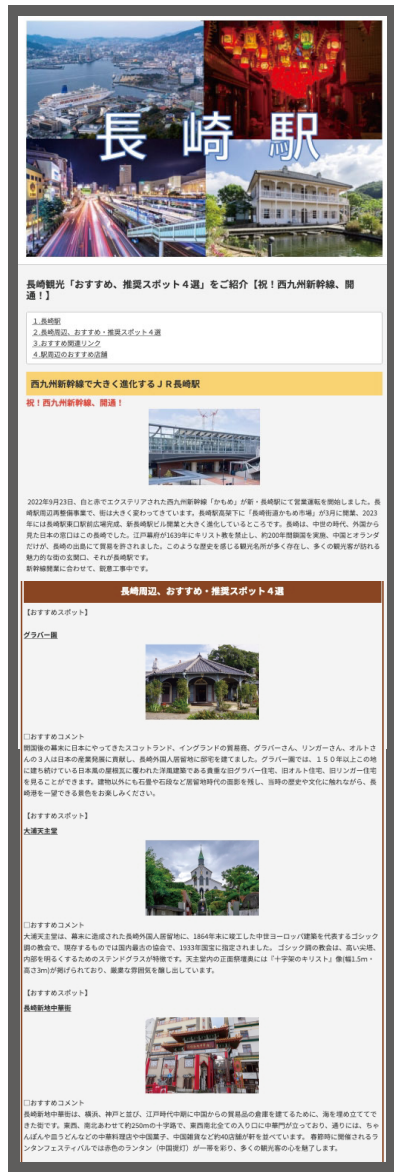 長崎駅
長崎観光「おすすめ、推奨スポット４選」をご紹介【祝！西九州新幹線、開
通！】
１.長崎駅
２.長崎周辺、おすすめ・推奨スポット４選
３.おすすめ関連リンク
４.駅周辺のおすすめ店舗
西九州新幹線で大きく進化するＪＲ長崎駅
祝！西九州新幹線、開通！
2022年9月23日、白と赤でエクステリアされた西九州新幹線「かもめ」が新・長崎駅にて営業運転を開始しました。長
崎駅周辺再整備事業で、街は大きく変わってきています。長崎駅高架下に「長崎街道かもめ市場」が3月に開業、2023
年には長崎駅東口駅前広場完成、新長崎駅ビル開業と大きく進化しているところです。長崎は、中世の時代、外国から
見た日本の窓口はこの長崎でした。江戸幕府が1639年にキリスト教を禁止し、約200年間鎖国を実施、中国とオランダ
だけが、長崎の出島にて貿易を許されました。このような歴史を感じる観光名所が多く存在し、多くの観光客が訪れる
魅力的な街の玄関口、それが長崎駅です。
新幹線開業に合わせて、鋭意工事中です。
長崎周辺、おすすめ・推奨スポット４選
【おすすめスポット】
グラバー園
□おすすめコメント
開国後の幕末に日本にやってきたスコットランド、イングランドの貿易商、グラバーさん、リンガーさん、オルトさ
んの３人は日本の産業発展に貢献し、長崎外国人居留地に邸宅を建てました。グラバー園では、１５０年以上この地
に建ち続けている日本風の屋根瓦に覆われた洋風建築である貴重な旧グラバー住宅、旧オルト住宅、旧リンガー住宅
を見ることができます。建物以外にも石畳や石段など居留地時代の面影を残し、当時の歴史や文化に触れながら、長
崎港を一望できる景色をお楽しみください。
【おすすめスポット】
大浦天主堂
□おすすめコメント
大浦天主堂は、幕末に造成された長崎外国人居留地に、1864年末に竣工した中世ヨーロッパ建築を代表するゴシック
調の教会で、現存するものでは国内最古の協会で、1933年国宝に指定されました。 ゴシック調の教会は、高い尖塔、
内部を明るくするためのステンドグラスが特徴です。天主堂内の正面祭壇奥には『十字架のキリスト』像(幅1.5m・
高さ3m)が掲げられており、厳粛な雰囲気を醸し出しています。
【おすすめスポット】
長崎新地中華街
□おすすめコメント
長崎新地中華街は、横浜、神戸と並び、江戸時代中期に中国からの貿易品の倉庫を建てるために、海を埋め立ててで
きた街です。東西、南北あわせて約250mの十字路で、東西南北全ての入り口に中華門が立っており、通りには、ちゃ
んぽんや皿うどんなどの中華料理店や中国菓子、中国雑貨など約40店舗が軒を並べています。 春節時に開催されるラ
ンタンフェスティバルでは赤色のランタン（中国提灯）が一帯を彩り、多くの観光客の心を魅了します。